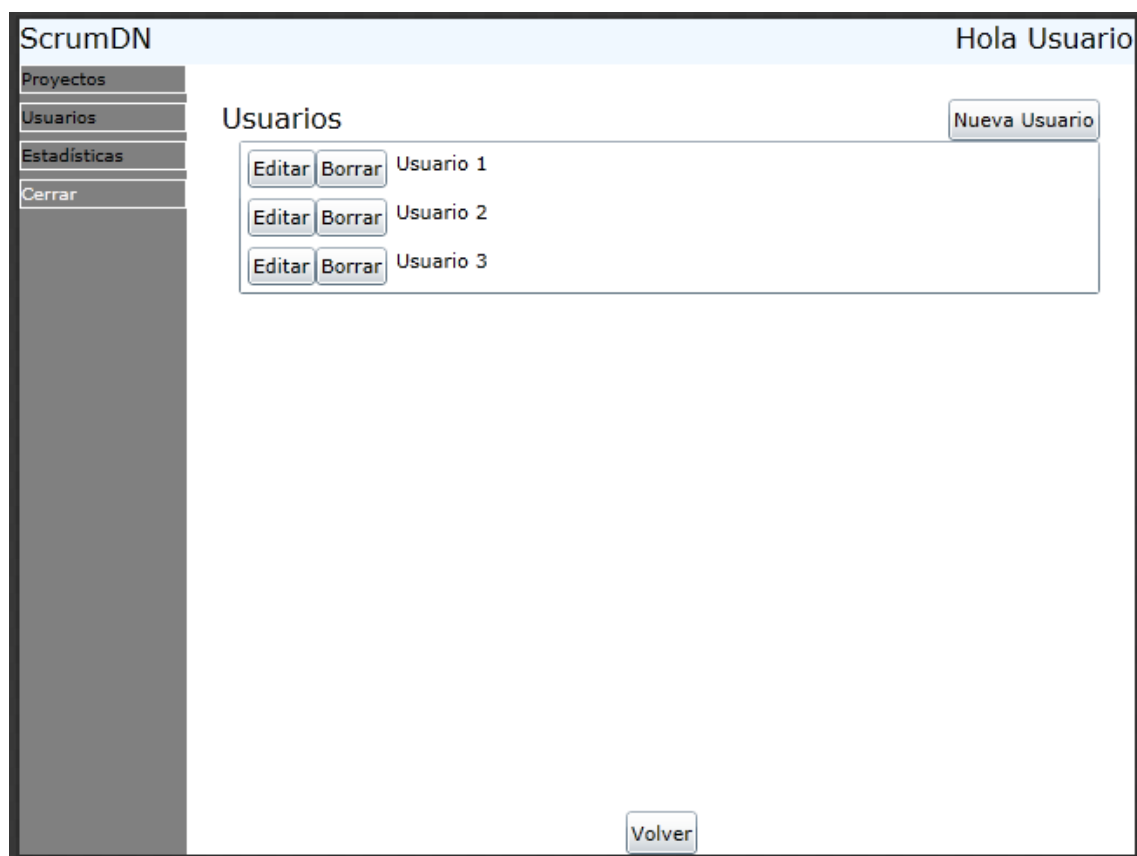 ScrumDN Hola Usuario
Proyectos
Usuarios
Estadísticas
Cerrar
Usuarios Nueva Usuario
Editar Borrar Usuario 1
Editar Borrar Usuario 2
Editar Borrar Usuario 3
Volver